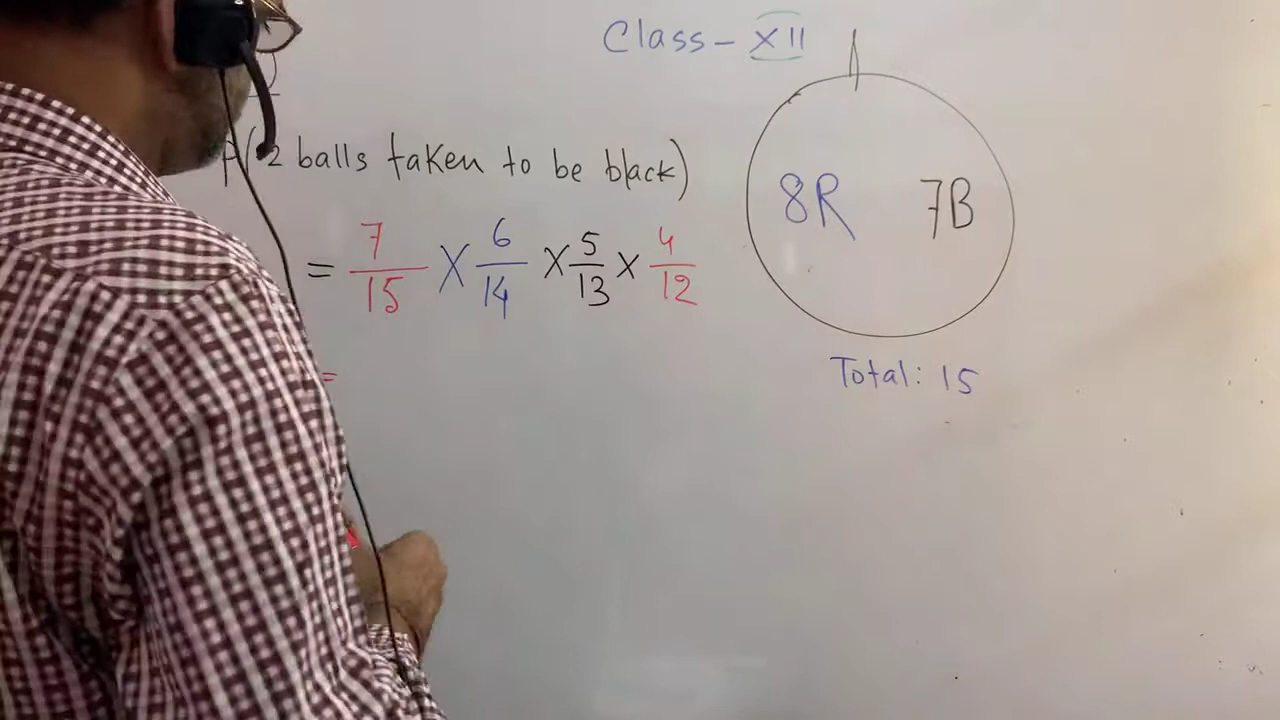 Class - XII
P(2 balls taken to be black)
= 7/15 X 6/14 X 5/13 X 4/12
=
8R 7B
Total: 15